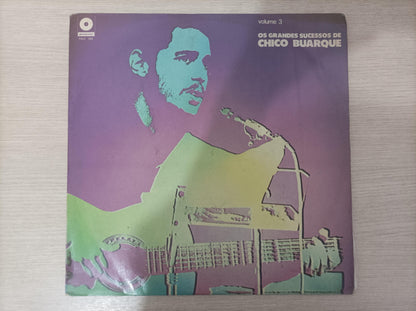 volume 3
OS GRANDES SUCESSOS DE
CHICO BUARQUE